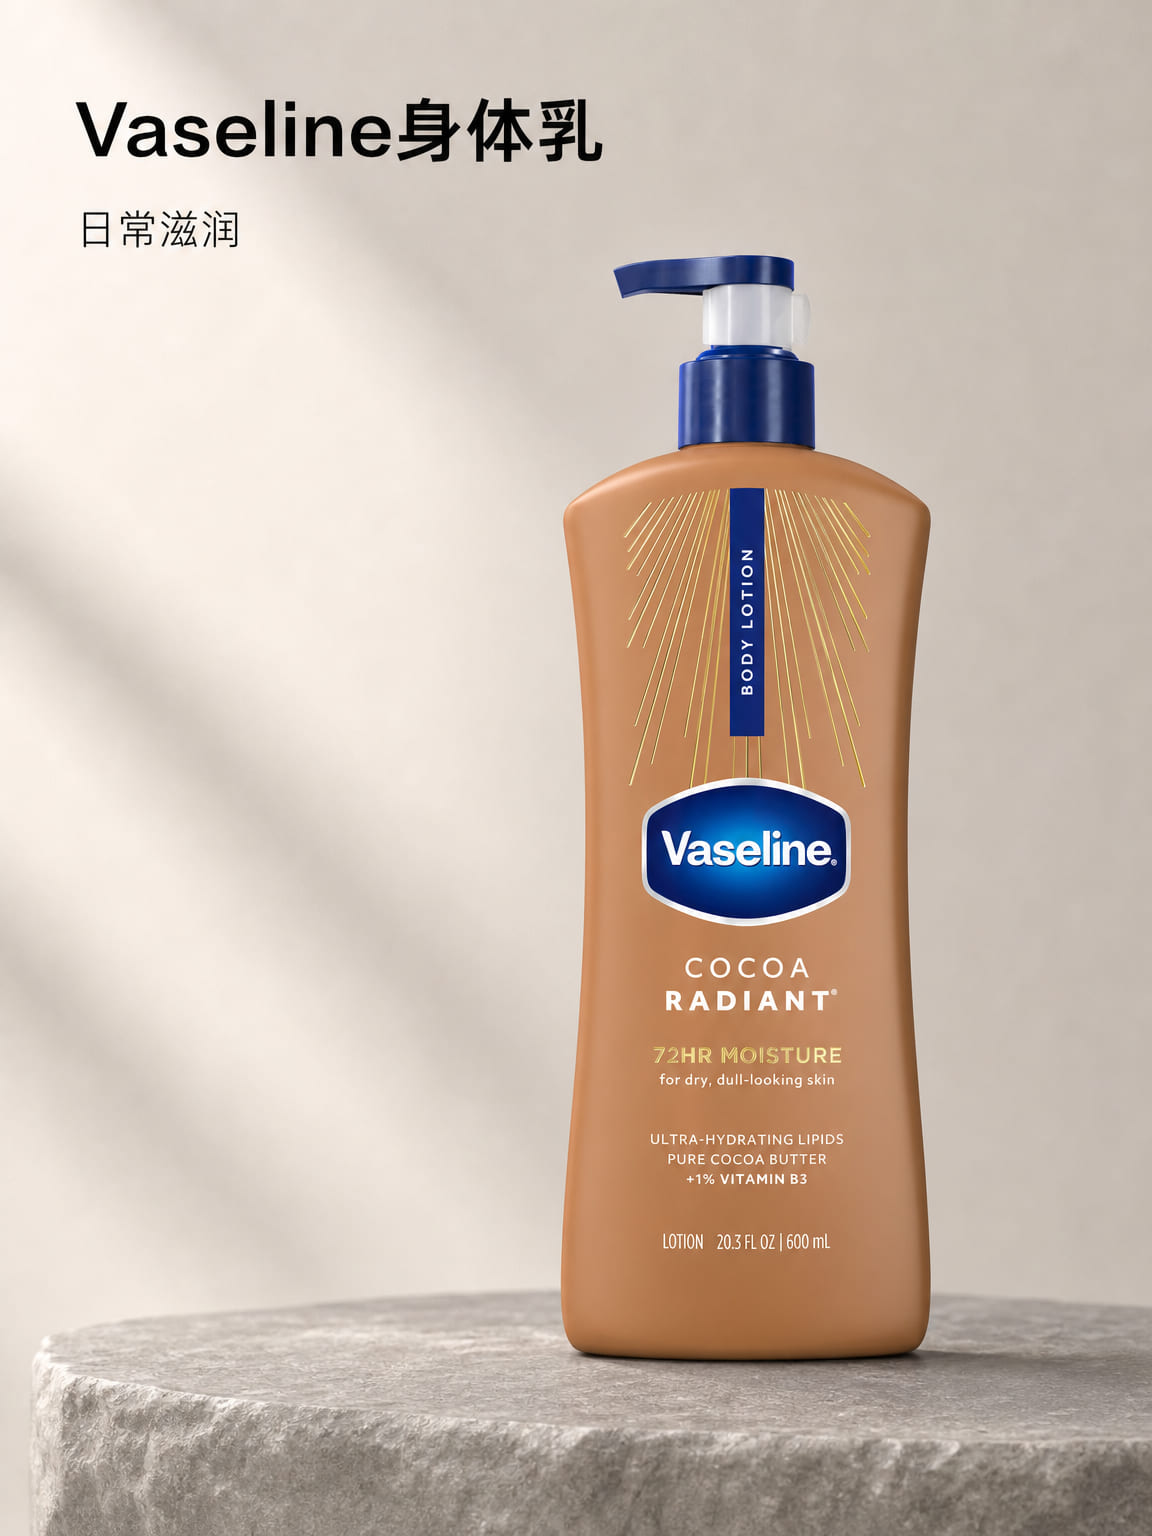 Vaseline身体乳
日常滋润
BODY LOTION
Vaseline®
COCOA
RADIANT®
72HR MOISTURE
for dry, dull-looking skin
ULTRA-HYDRATING LIPIDS
PURE COCOA BUTTER
+1% VITAMIN B3
LOTION 20.3 FL OZ | 600 mL